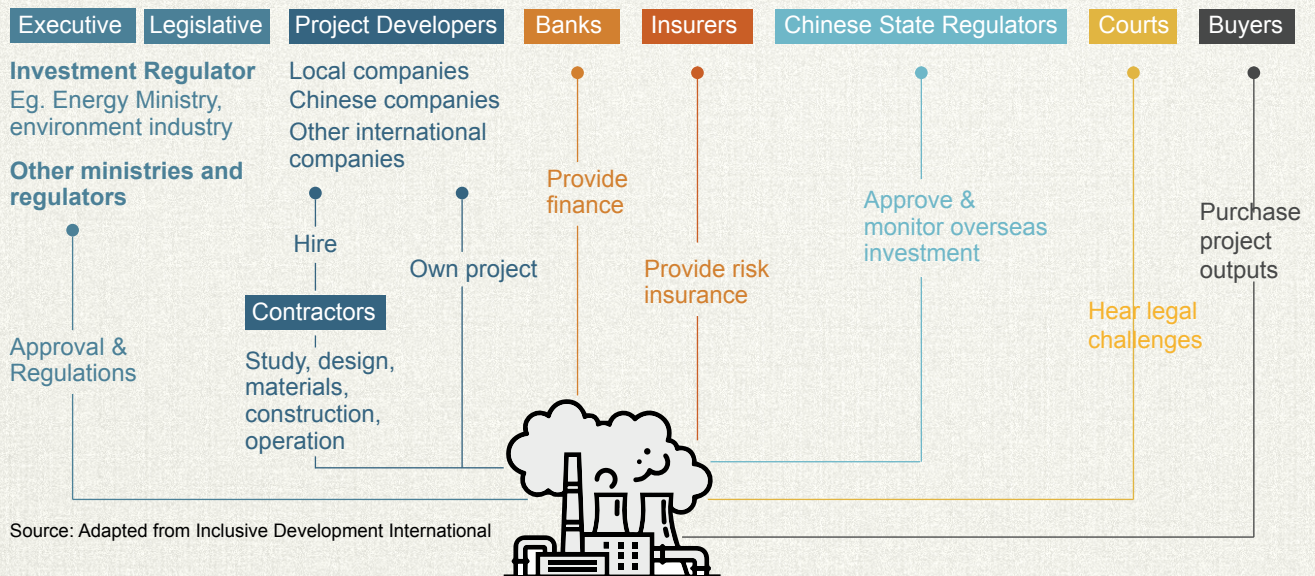 Executive
Legislative
Project Developers
Banks
Insurers
Chinese State Regulators
Courts
Buyers
Investment Regulator
Eg. Energy Ministry,
environment industry
Other ministries and
regulators
Approval &
Regulations
Local companies
Chinese companies
Other international
companies
Hire
Own project
Contractors
Study, design,
materials,
construction,
operation
Provide
finance
Provide risk
insurance
Approve &
monitor overseas
investment
Hear legal
challenges
Purchase
project
outputs
Source: Adapted from Inclusive Development International